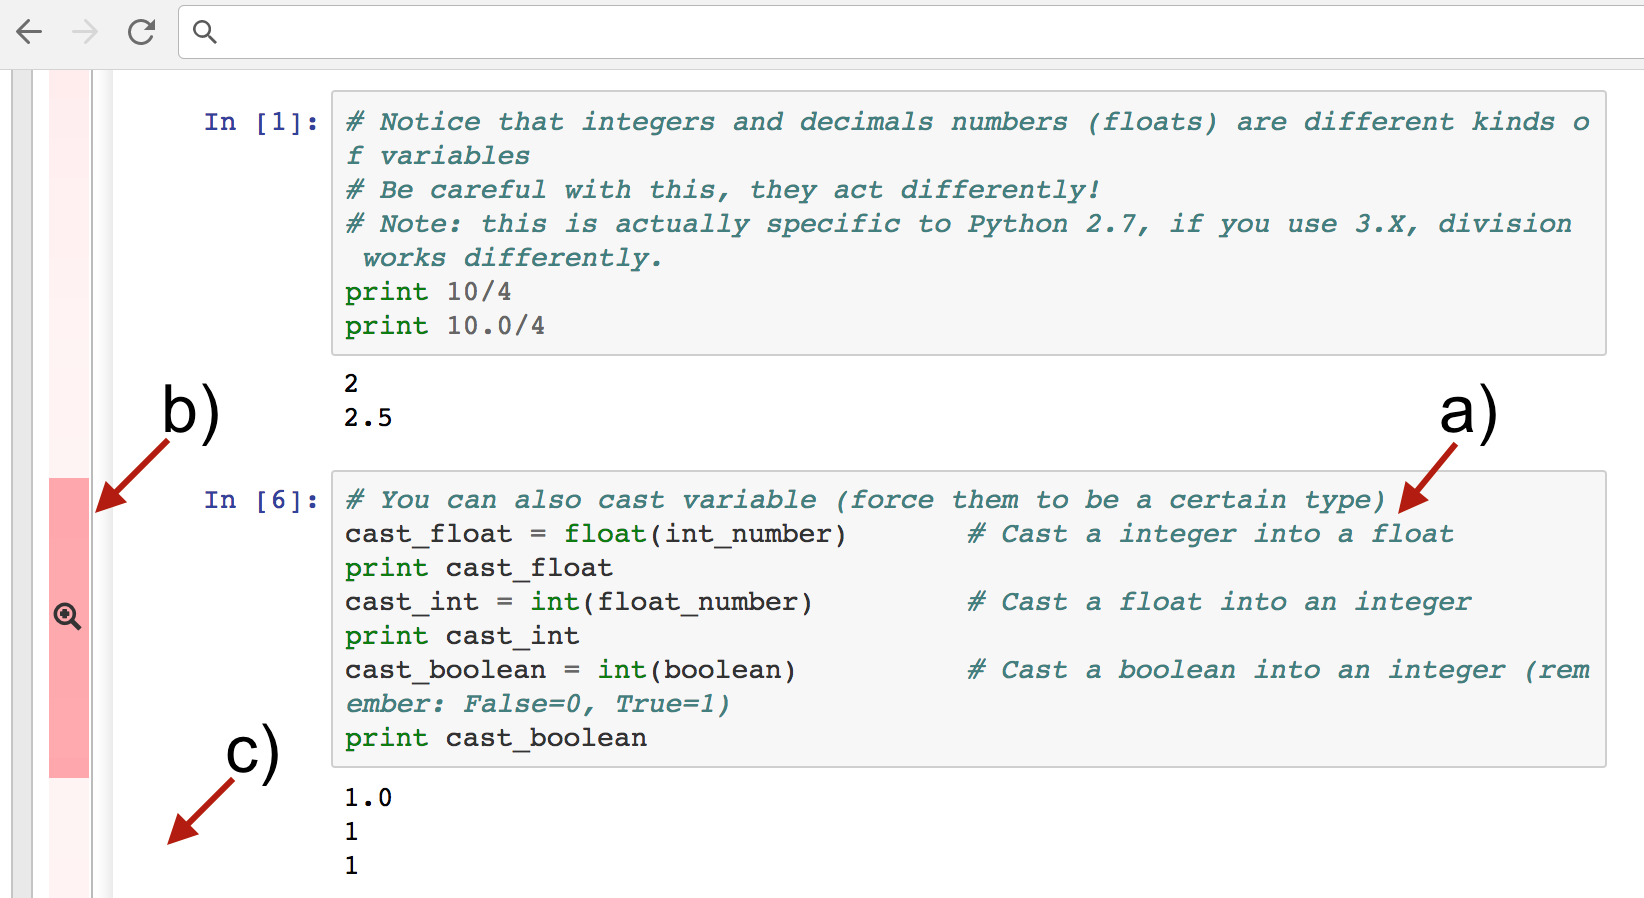 In [1]:
# Notice that integers and decimals numbers (floats) are different kinds o
f variables
# Be careful with this, they act differently!
# Note: this is actually specific to Python 2.7, if you use 3.X, division
works differently.
print 10/4
print 10.0/4
2
2.5
b)
a)
In [6]:
# You can also cast variable (force them to be a certain type)
cast_float = float(int_number)       # Cast a integer into a float
print cast_float
cast_int = int(float_number)         # Cast a float into an integer
print cast_int
cast_boolean = int(boolean)          # Cast a boolean into an integer (rem
ember: False=0, True=1)
print cast_boolean
c)
1.0
1
1